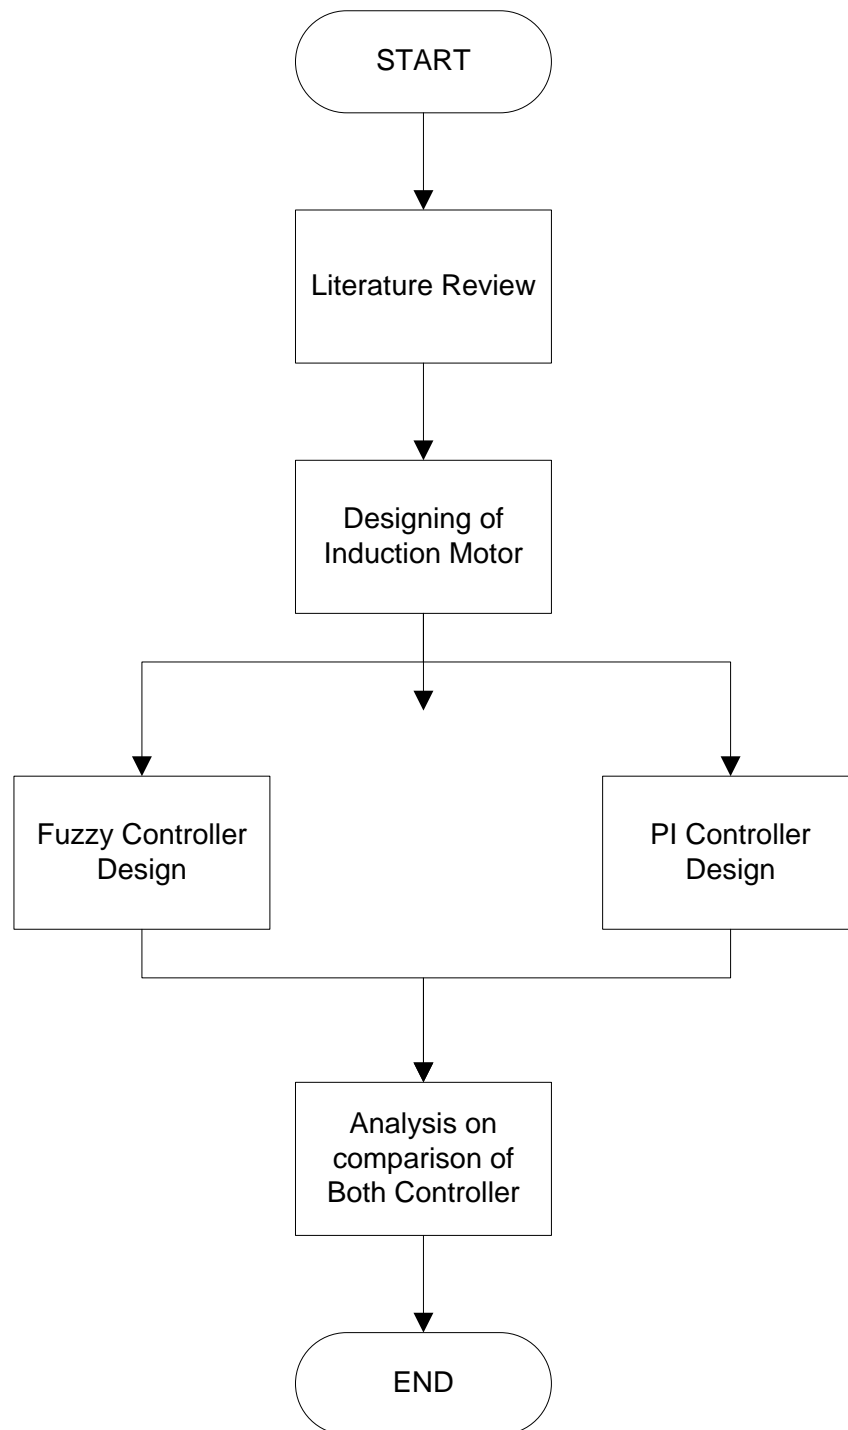 START
Literature Review
Designing of
Induction Motor
Fuzzy Controller
Design
PI Controller
Design
Analysis on
comparison of
Both Controller
END